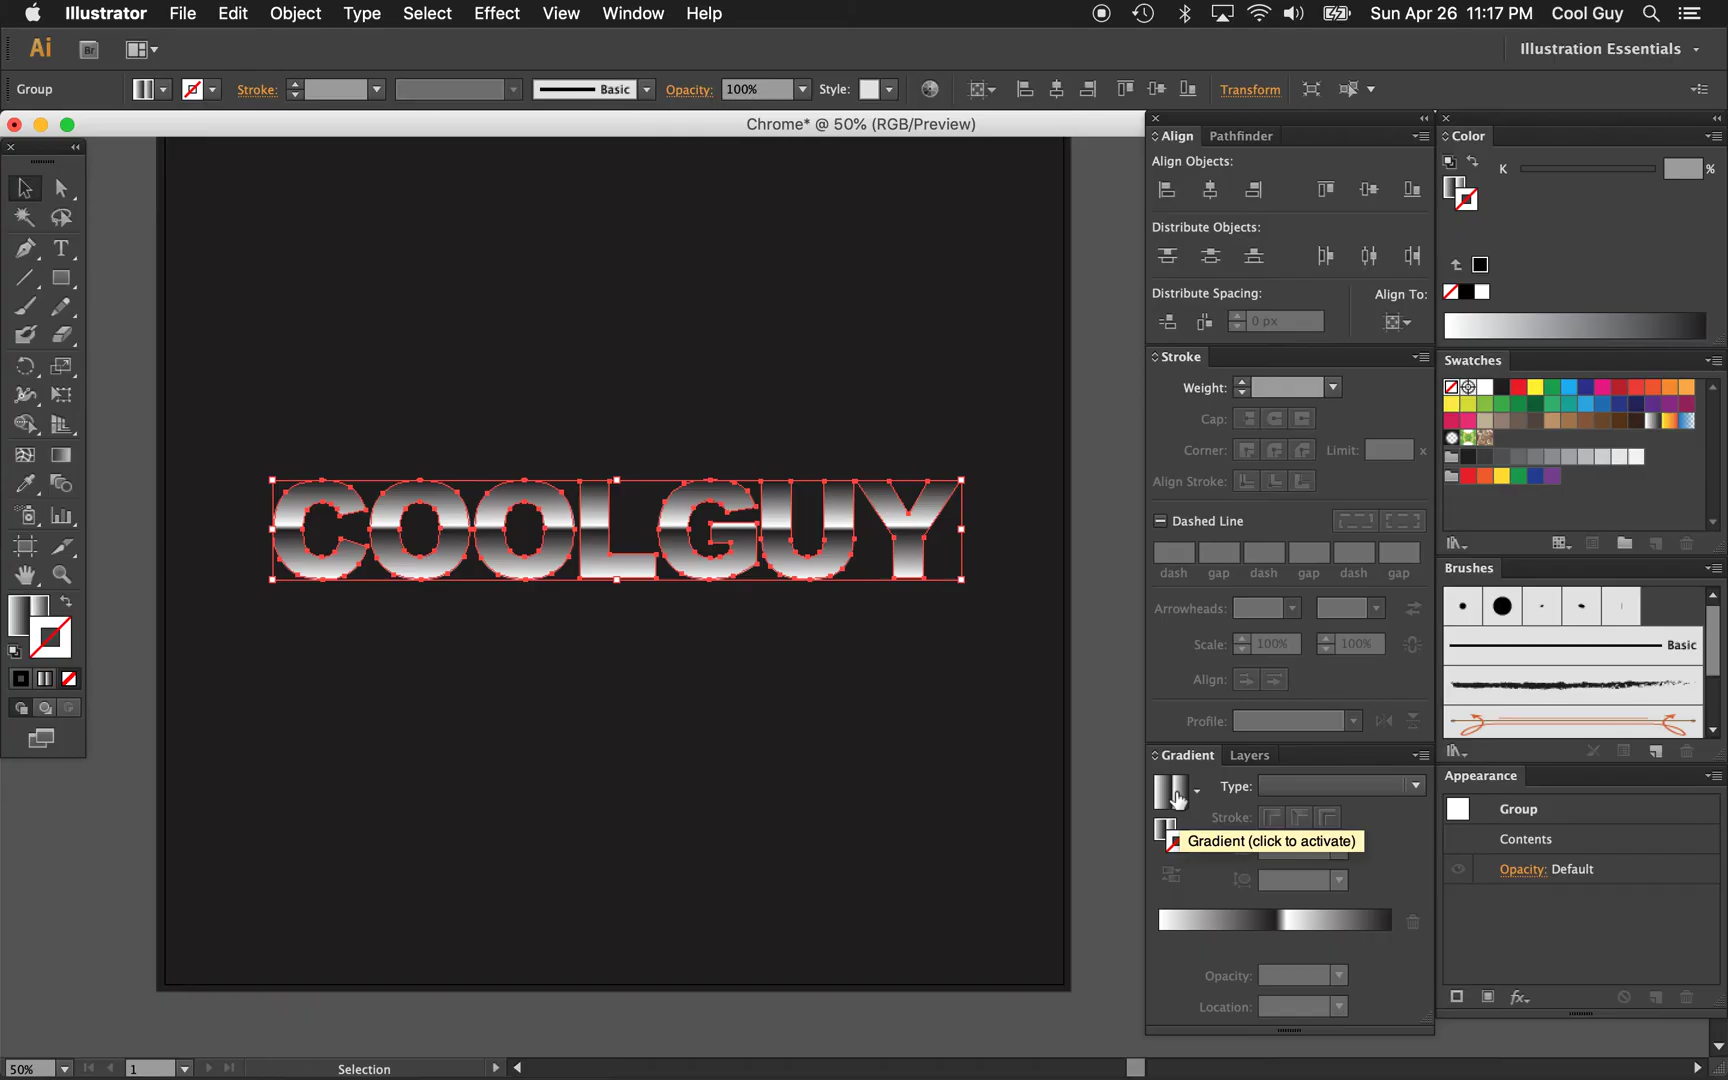 Illustrator File Edit Object Type Select Effect View Window Help Sun Apr 26 11:17 PM Cool Guy
Ai Br Illustration Essentials
Group Stroke: Basic Opacity: 100% Style: Transform
Chrome* @ 50% (RGB/Preview)
Align Pathfinder
Align Objects:
Distribute Objects:
Distribute Spacing: Align To:
0 px
Stroke
Weight:
Cap:
Corner: Limit: x
Align Stroke:
Dashed Line
dash gap dash gap dash gap
Arrowheads:
Scale: 100% 100%
Align:
Profile:
Gradient Layers
Type:
Stroke:
Gradient (click to activate)
Opacity:
Location:
Color
K %
Swatches
Brushes
Basic
Appearance
Group
Contents
Opacity: Default
fx
T
COOLGUY
50% 1 Selection